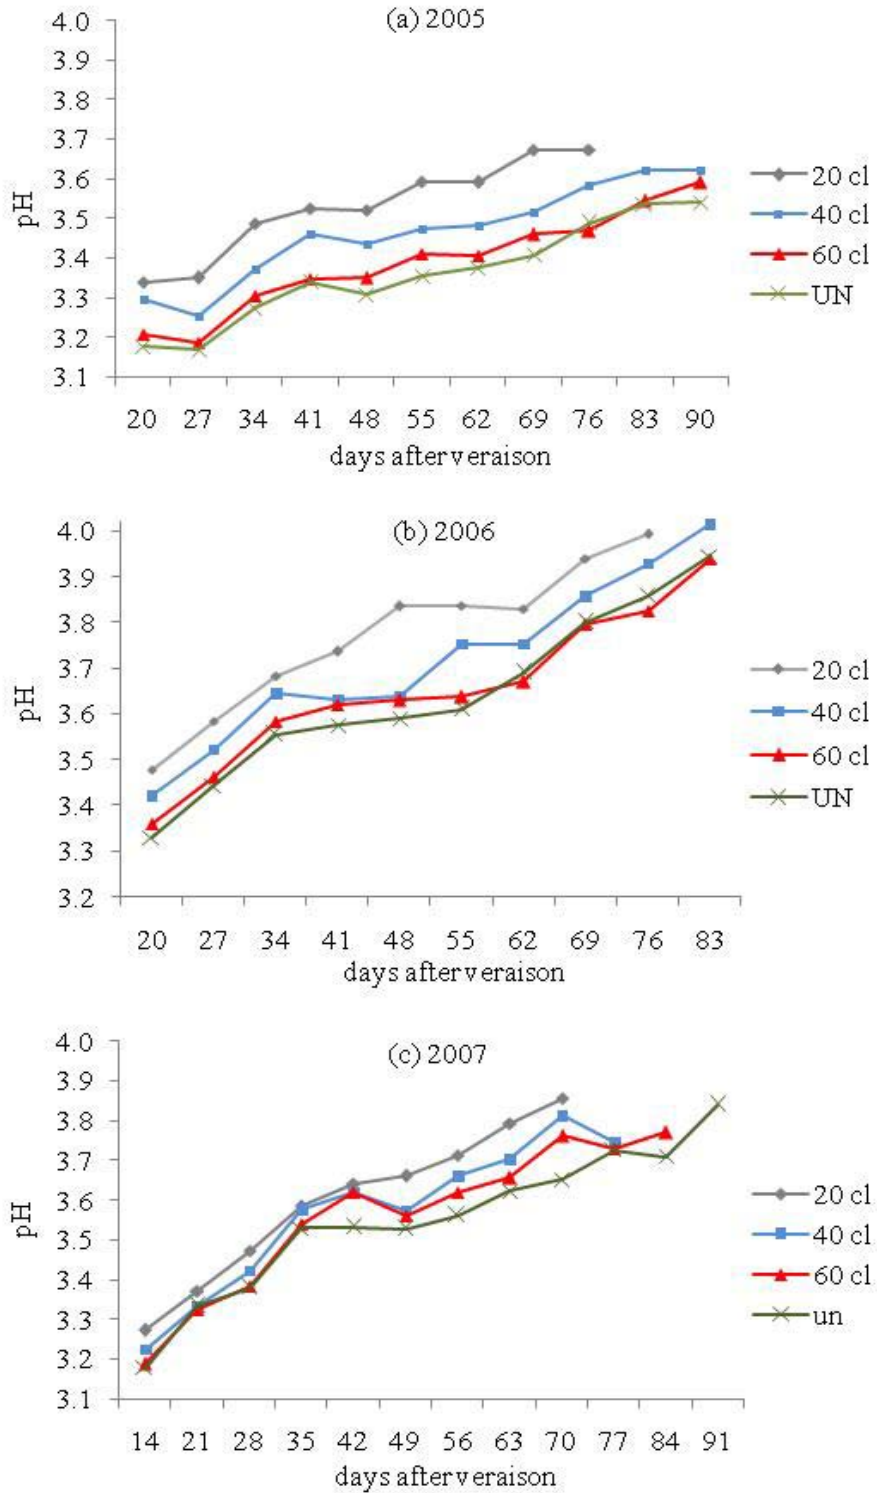 (a) 2005
4.0
3.9
3.8
3.7
3.6
3.5
3.4
3.3
3.2
3.1
pH
20 27 34 41 48 55 62 69 76 83 90
days after veraison
20 cl
40 cl
60 cl
UN
(b) 2006
4.0
3.9
3.8
3.7
3.6
3.5
3.4
3.3
3.2
pH
20 27 34 41 48 55 62 69 76 83
days after veraison
20 cl
40 cl
60 cl
UN
(c) 2007
4.0
3.9
3.8
3.7
3.6
3.5
3.4
3.3
3.2
3.1
pH
14 21 28 35 42 49 56 63 70 77 84 91
days after veraison
20 cl
40 cl
60 cl
un